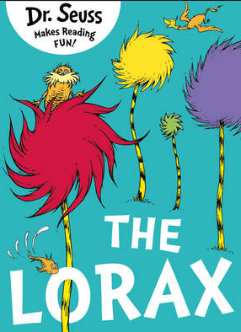 Dr. Seuss
Makes Reading
FUN!
THE
LORAX